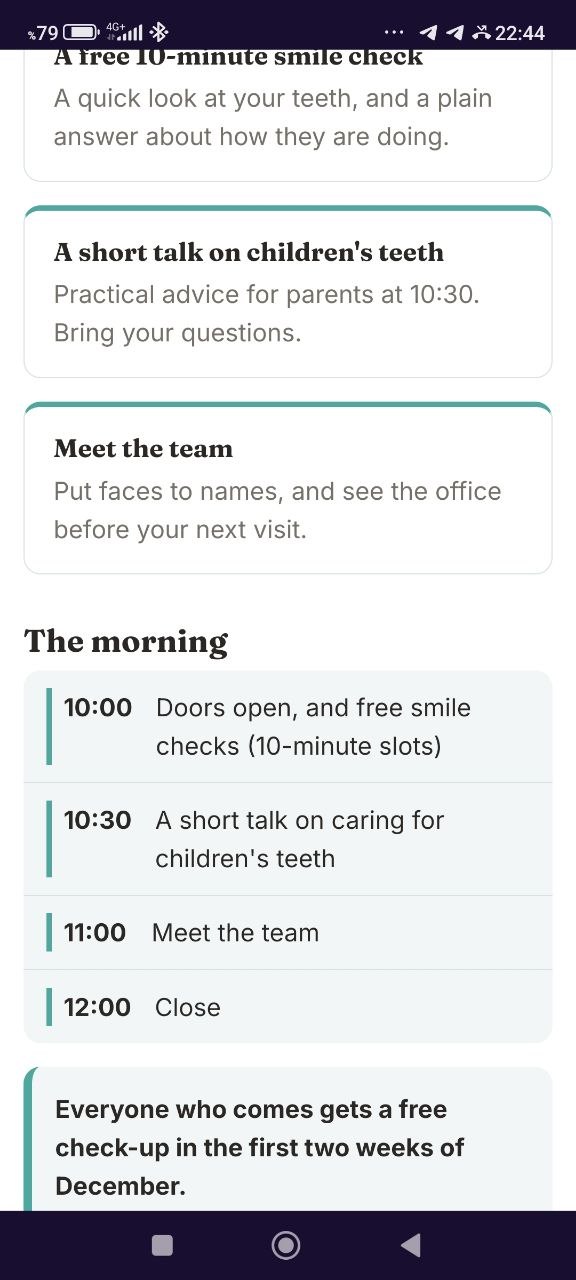 %79 4G+ 22:44
A free 10-minute smile check
A quick look at your teeth, and a plain
answer about how they are doing.
A short talk on children's teeth
Practical advice for parents at 10:30.
Bring your questions.
Meet the team
Put faces to names, and see the office
before your next visit.
The morning
10:00 Doors open, and free smile
checks (10-minute slots)
10:30 A short talk on caring for
children's teeth
11:00 Meet the team
12:00 Close
Everyone who comes gets a free
check-up in the first two weeks of
December.